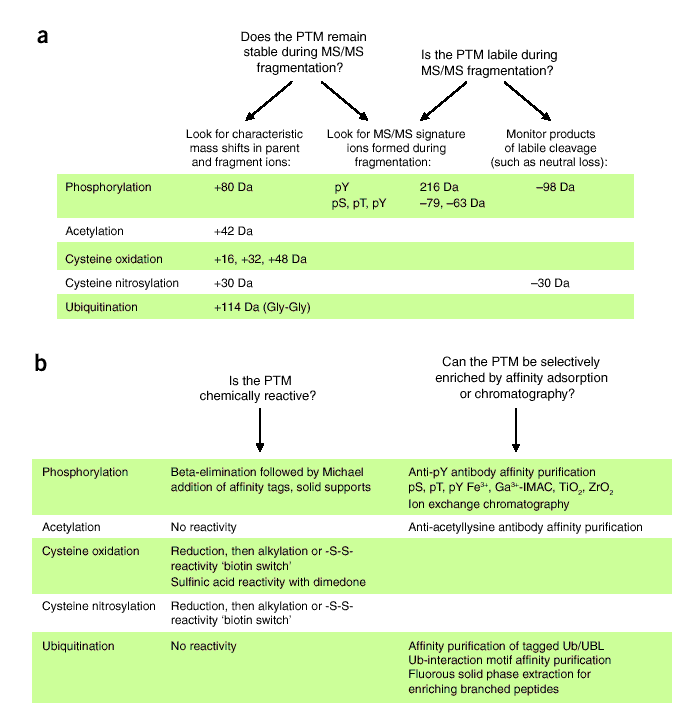 a
Does the PTM remain
stable during MS/MS
fragmentation?
Is the PTM labile during
MS/MS fragmentation?
Look for characteristic
mass shifts in parent
and fragment ions:
Look for MS/MS signature
ions formed during
fragmentation:
Monitor products
of labile cleavage
(such as neutral loss):
Phosphorylation +80 Da pY 216 Da –98 Da
pS, pT, pY –79, –63 Da
Acetylation +42 Da
Cysteine oxidation +16, +32, +48 Da
Cysteine nitrosylation +30 Da –30 Da
Ubiquitination +114 Da (Gly-Gly)
b
Is the PTM
chemically reactive?
Can the PTM be selectively
enriched by affinity adsorption
or chromatography?
Phosphorylation Beta-elimination followed by Michael Anti-pY antibody affinity purification
addition of affinity tags, solid supports pS, pT, pY Fe³⁺, Ga³⁺-IMAC, TiO₂, ZrO₂
Ion exchange chromatography
Acetylation No reactivity Anti-acetyllysine antibody affinity purification
Cysteine oxidation Reduction, then alkylation or -S-S-
reactivity ‘biotin switch’
Sulfinic acid reactivity with dimedone
Cysteine nitrosylation Reduction, then alkylation or -S-S-
reactivity ‘biotin switch’
Ubiquitination No reactivity Affinity purification of tagged Ub/UBL
Ub-interaction motif affinity purification
Fluorous solid phase extraction for
enriching branched peptides